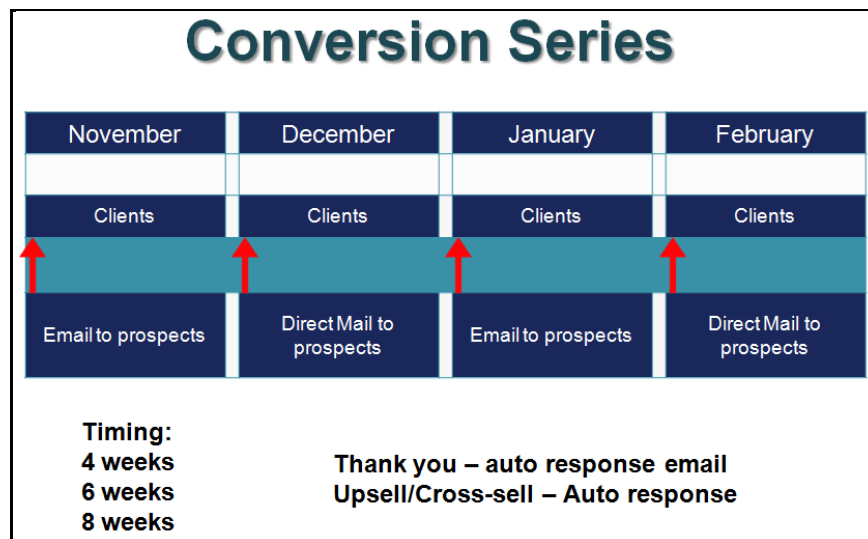 Conversion Series
November December January February
Clients Clients Clients Clients
Email to prospects
Direct Mail to
prospects
Email to prospects
Direct Mail to
prospects
Timing:
4 weeks
6 weeks
8 weeks
Thank you – auto response email
Upsell/Cross-sell – Auto response